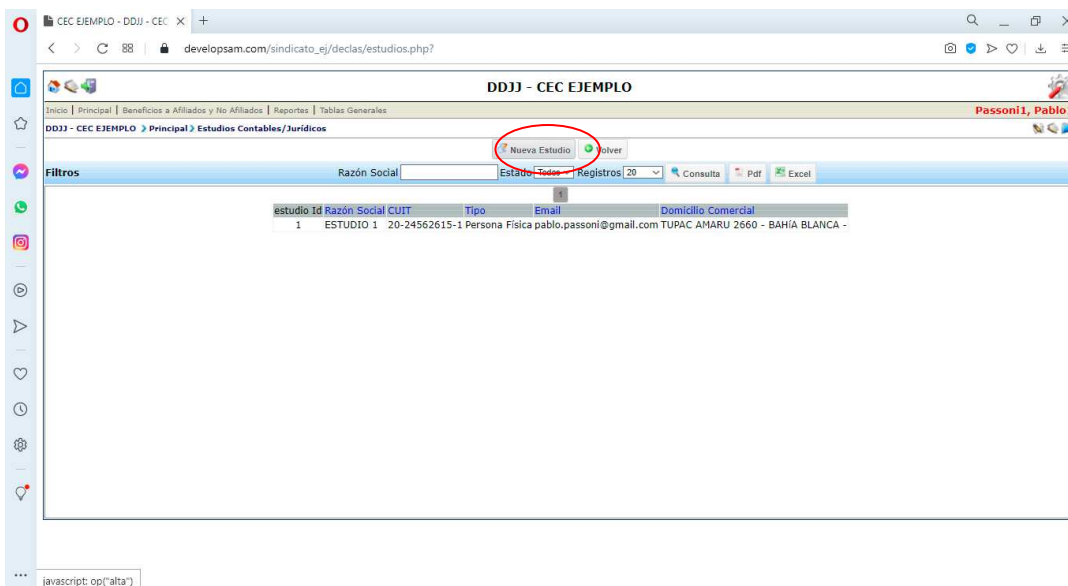 CEC EJEMPLO - DDJJ - CEC
developsam.com/sindicato_ej/declas/estudios.php?
DDJJ - CEC EJEMPLO
Inicio | Principal | Beneficios a Afiliados y No Afiliados | Reportes | Tablas Generales
Passoni1, Pablo
DDJJ - CEC EJEMPLO > Principal > Estudios Contables/Jurídicos
Nueva Estudio Volver
Filtros Razón Social Estado Todos Registros 20 Consulta Pdf Excel
1
estudio Id Razón Social CUIT Tipo Email Domicilio Comercial
1 ESTUDIO 1 20-24562615-1 Persona Física pablo.passoni@gmail.com TUPAC AMARU 2660 - BAHíA BLANCA -
javascript: op("alta")